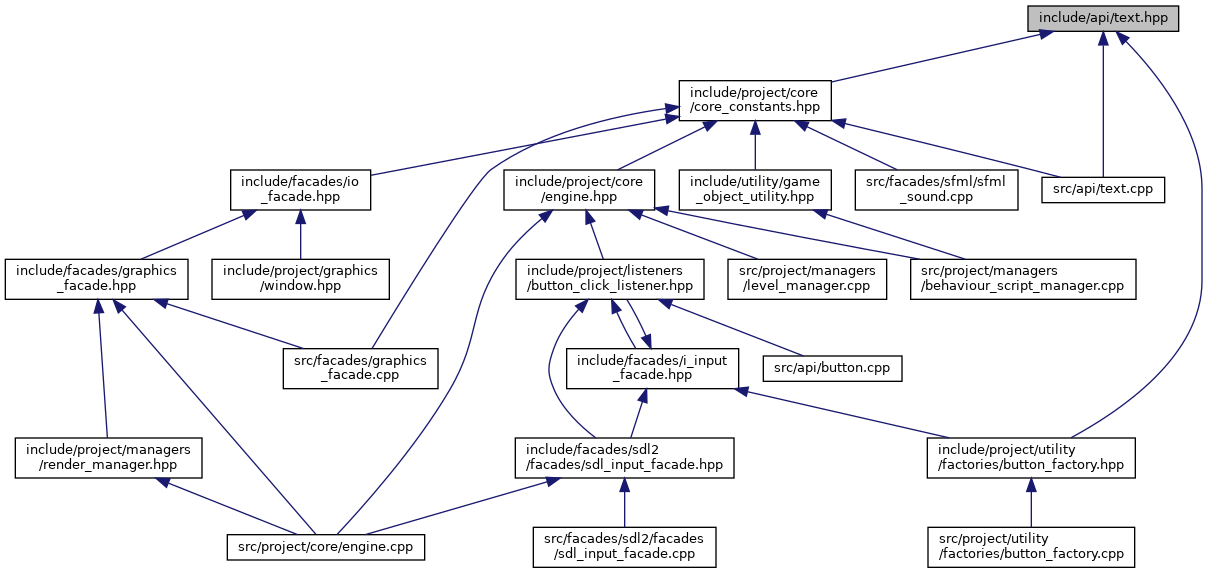 include/api/text.hpp
include/project/core
/core_constants.hpp
include/facades/io
_facade.hpp
include/project/core
/engine.hpp
include/utility/game
_object_utility.hpp
src/facades/sfml/sfml
_sound.cpp
src/api/text.cpp
include/facades/graphics
_facade.hpp
include/project/graphics
/window.hpp
include/project/listeners
/button_click_listener.hpp
src/project/managers
/level_manager.cpp
src/project/managers
/behaviour_script_manager.cpp
src/facades/graphics
_facade.cpp
include/facades/i_input
_facade.hpp
src/api/button.cpp
include/project/managers
/render_manager.hpp
include/facades/sdl2
/facades/sdl_input_facade.hpp
include/project/utility
/factories/button_factory.hpp
src/project/core/engine.cpp
src/facades/sdl2/facades
/sdl_input_facade.cpp
src/project/utility
/factories/button_factory.cpp